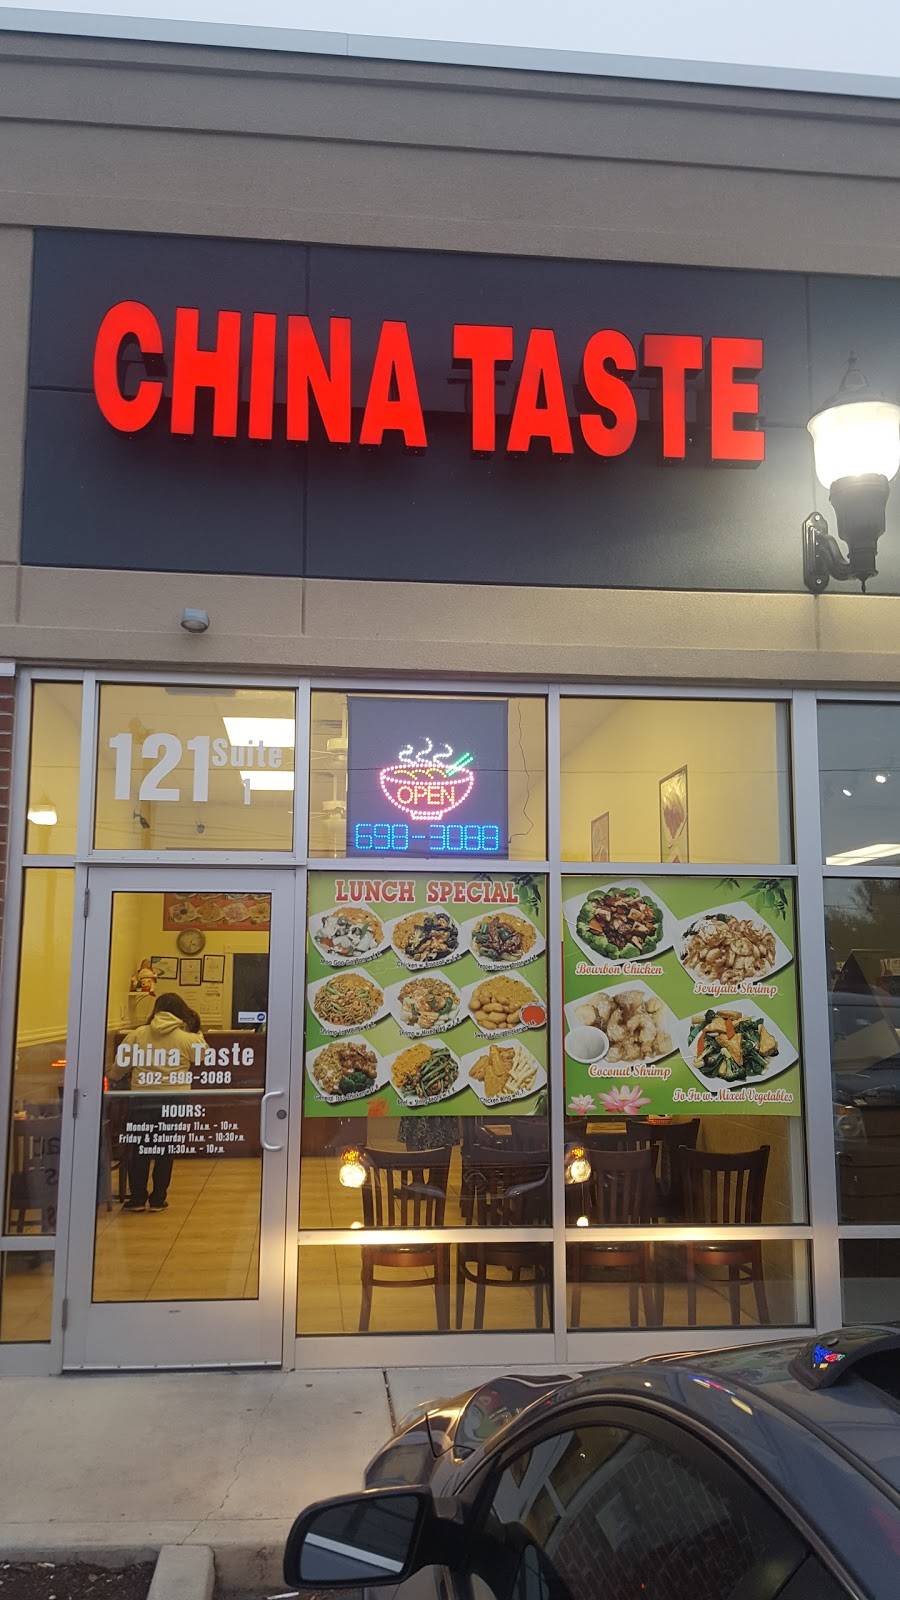 CHINA TASTE
121 Suite
1
OPEN
698-3088
LUNCH SPECIAL
Bourbon Chicken
Teriyaki Shrimp
Coconut Shrimp
To Fu w. Mixed Vegetables
China Taste
302-698-3088
HOURS:
Monday-Thursday 11A.M. - 10P.M.
Friday & Saturday 11A.M. - 10:30P.M.
Sunday 11:30A.M. - 10P.M.